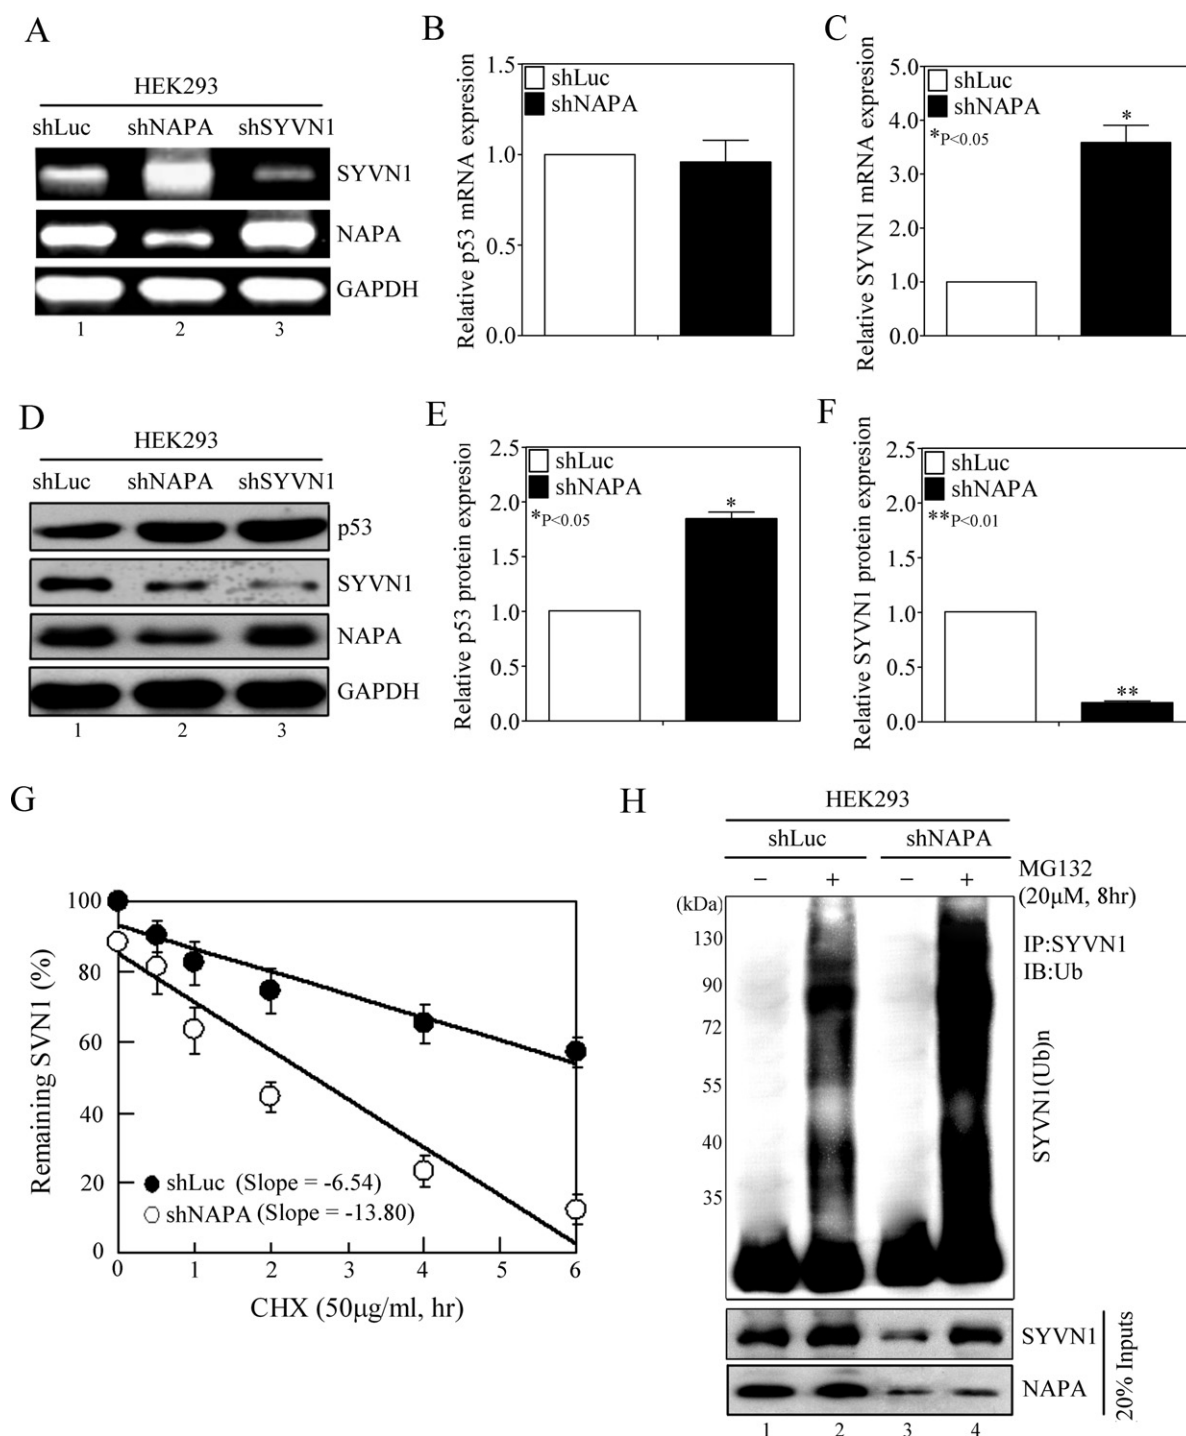 A
HEK293
shLuc shNAPA shSYVN1
SYVN1
NAPA
GAPDH
1 2 3
B
Relative p53 mRNA expresion
1.5
1.0
0.5
0.0
shLuc
shNAPA
C
Relative SYVN1 mRNA expresion
5.0
4.0
3.0
2.0
1.0
0.0
shLuc
shNAPA
*P<0.05
*
D
HEK293
shLuc shNAPA shSYVN1
p53
SYVN1
NAPA
GAPDH
1 2 3
E
Relative p53 protein expresion
2.5
2.0
1.5
1.0
0.5
0.0
shLuc
shNAPA
*P<0.05
*
F
Relative SYVN1 protein expresion
2.5
2.0
1.5
1.0
0.5
0.0
shLuc
shNAPA
**P<0.01
**
G
Remaining SVN1 (%)
100
80
60
40
20
0
shLuc (Slope = -6.54)
shNAPA (Slope = -13.80)
0 1 2 3 4 5 6
CHX (50μg/ml, hr)
H
HEK293
shLuc shNAPA
− + − + MG132
(20μM, 8hr)
(kDa)
130
90
72
55
40
35
IP:SYVN1
IB:Ub
SYVN1(Ub)n
SYVN1
NAPA
20% Inputs
1 2 3 4